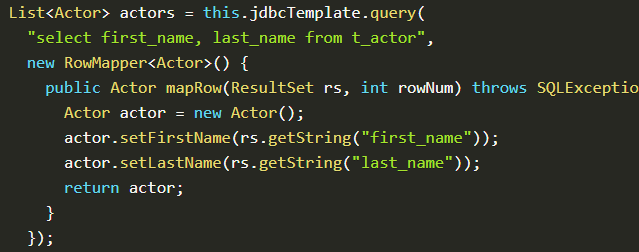 List<Actor> actors = this.jdbcTemplate.query(
  "select first_name, last_name from t_actor",
  new RowMapper<Actor>() {
    public Actor mapRow(ResultSet rs, int rowNum) throws SQLExceptio
      Actor actor = new Actor();
      actor.setFirstName(rs.getString("first_name"));
      actor.setLastName(rs.getString("last_name"));
      return actor;
    }
  });